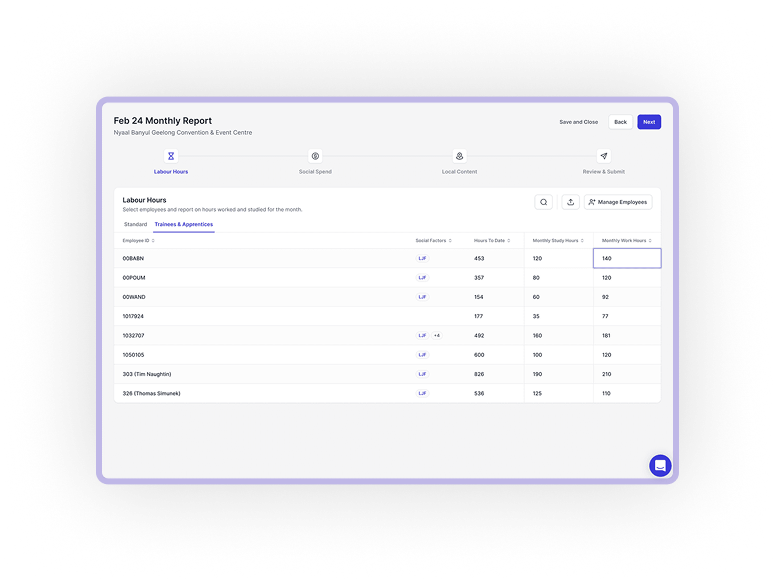 Feb 24 Monthly Report
Nyaal Banyul Geelong Convention & Event Centre
Save and Close Back Next
Labour Hours Social Spend Local Content Review & Submit
Labour Hours
Select employees and report on hours worked and studied for the month.
Manage Employees
Standard Trainees & Apprentices
Employee ID Social Factors Hours To Date Monthly Study Hours Monthly Work Hours
00BABN LJF 453 120 140
00POUM LJF 357 80 120
00WAND LJF 154 60 92
1017924 177 35 77
1032707 LJF +4 492 160 181
1050105 LJF 600 100 120
303 (Tim Naughtin) LJF 826 190 210
326 (Thomas Simunek) LJF 536 125 110